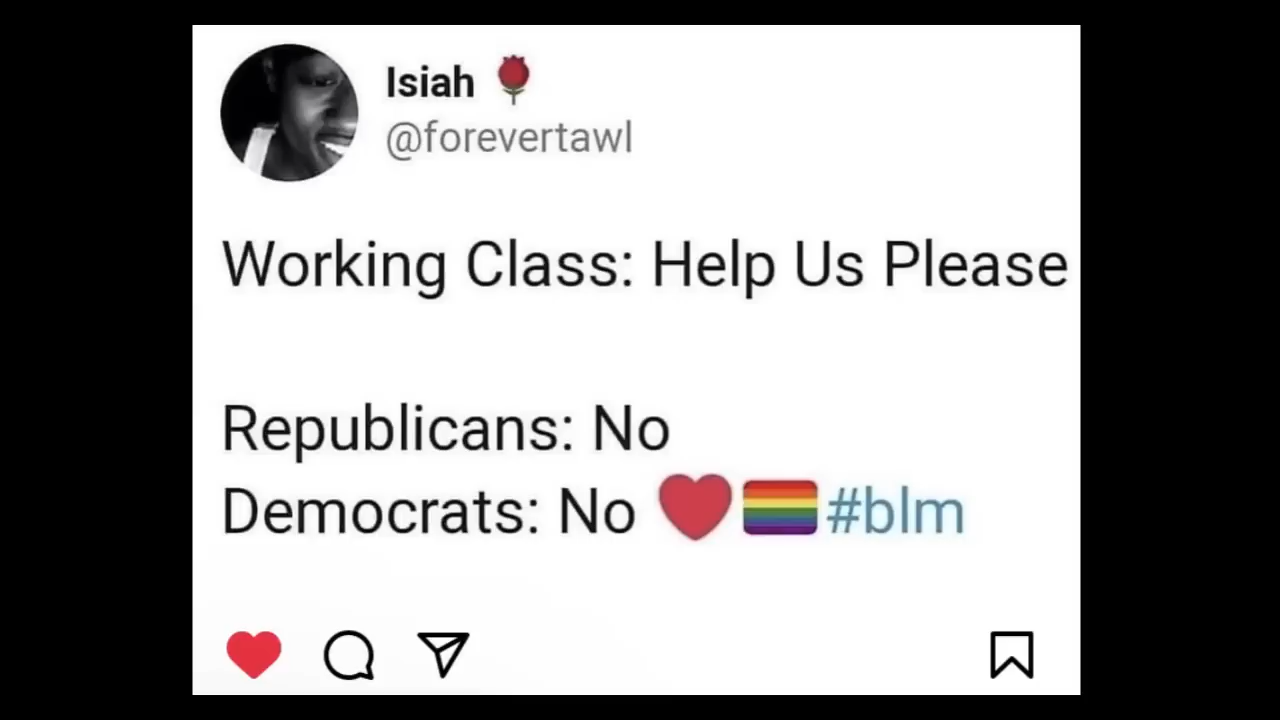 Isiah 🌹
@forevertawl
Working Class: Help Us Please
Republicans: No
Democrats: No ❤️🏳️‍🌈#blm